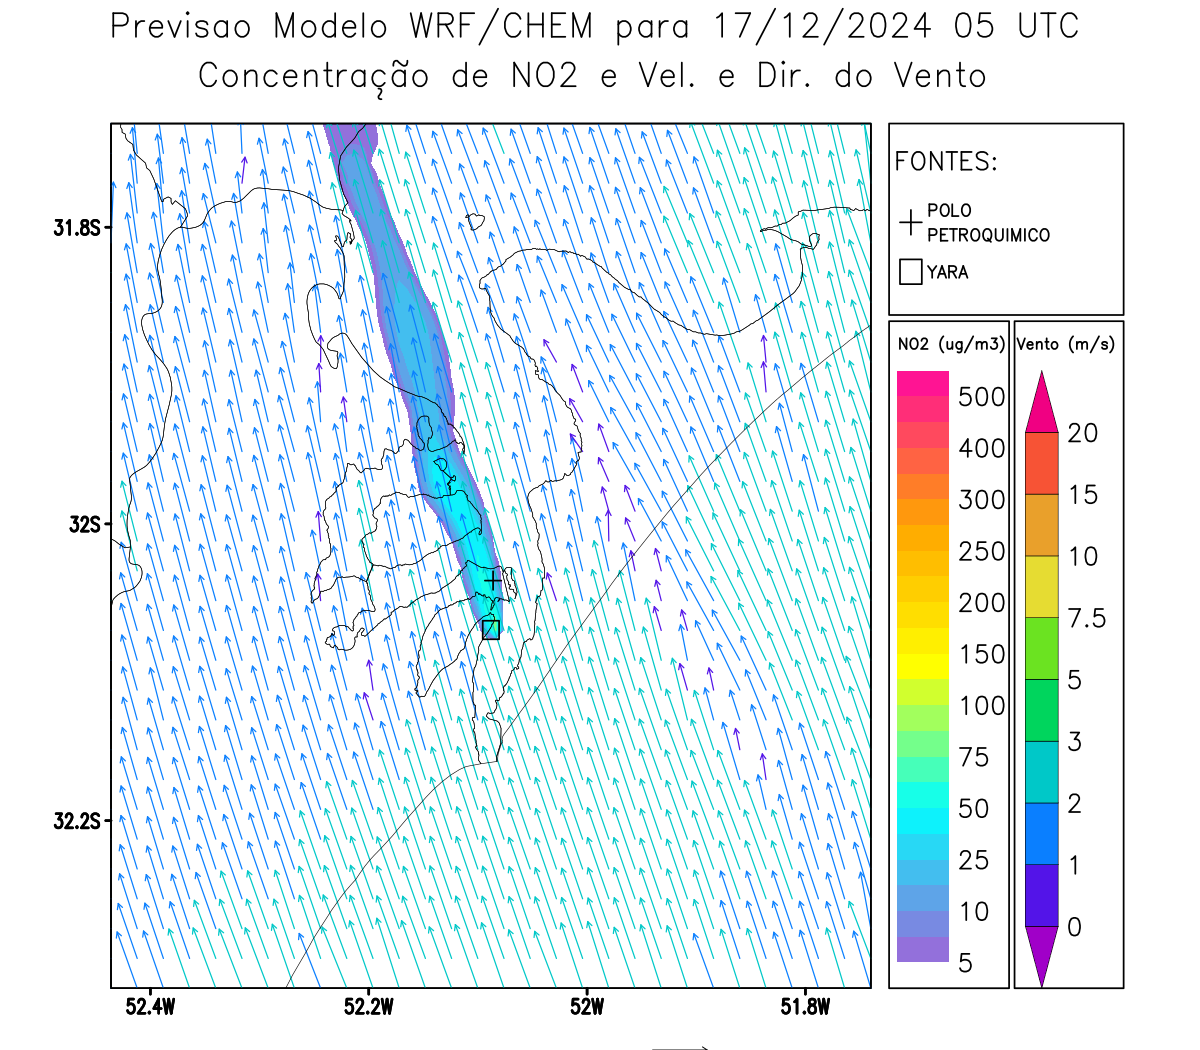 Previsao Modelo WRF/CHEM para 17/12/2024 05 UTC
Concentração de NO2 e Vel. e Dir. do Vento
FONTES:
POLO
PETROQUIMICO
YARA
NO2 (ug/m3)
500
400
300
250
200
150
100
75
50
25
10
5
Vento (m/s)
20
15
10
7.5
5
3
2
1
0
31.8S
32S
32.2S
52.4W
52.2W
52W
51.8W